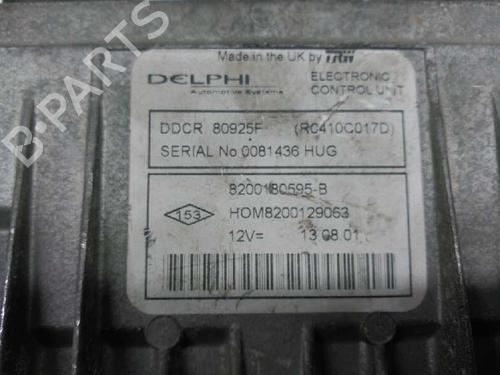 Made in the UK by TRW
DELPHI
Automotive Systems
ELECTRONIC
CONTROL UNIT
DDCR 80925F (R0410C017D)
SERIAL No 0081436 HUG
8200180595-B
153
HOM8200129063
12V= 13.08.01
B-PARTS